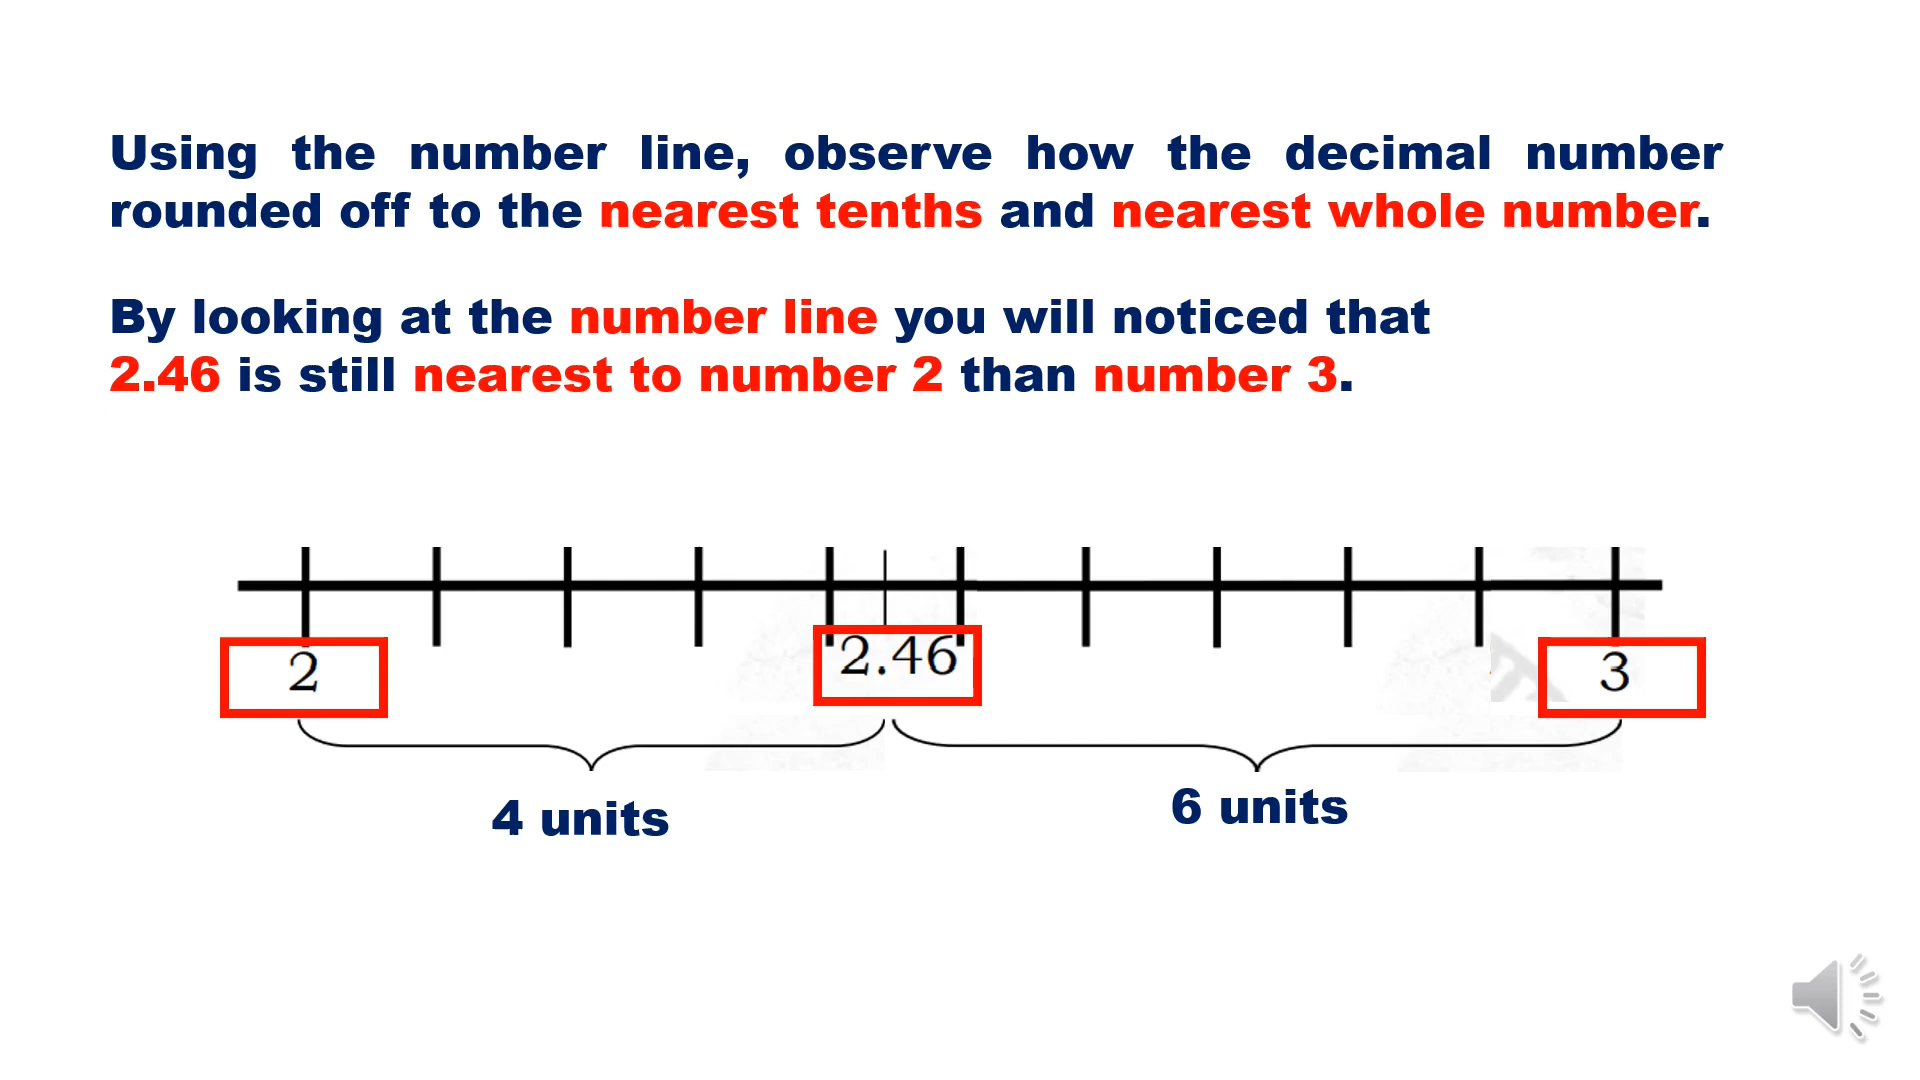 Using the number line, observe how the decimal number
rounded off to the nearest tenths and nearest whole number.
By looking at the number line you will noticed that
2.46 is still nearest to number 2 than number 3.
2 2.46 3
4 units 6 units